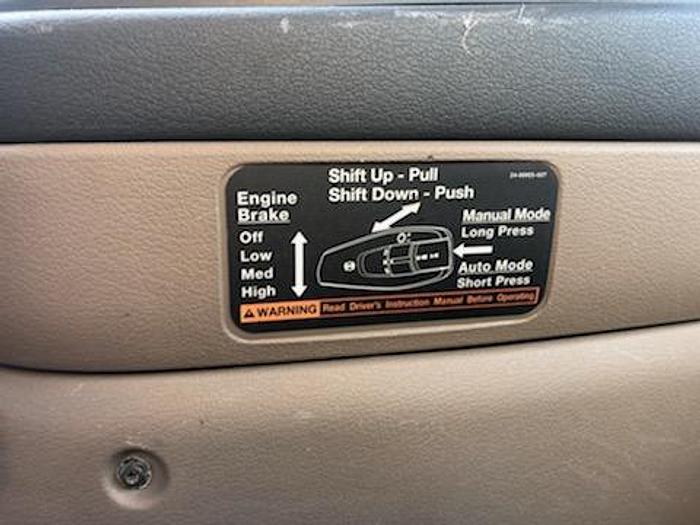 Shift Up - Pull
Shift Down - Push
Engine
Brake
Off
Low
Med
High
Manual Mode
Long Press
Auto Mode
Short Press
WARNING Read Driver's Instruction Manual Before Operating